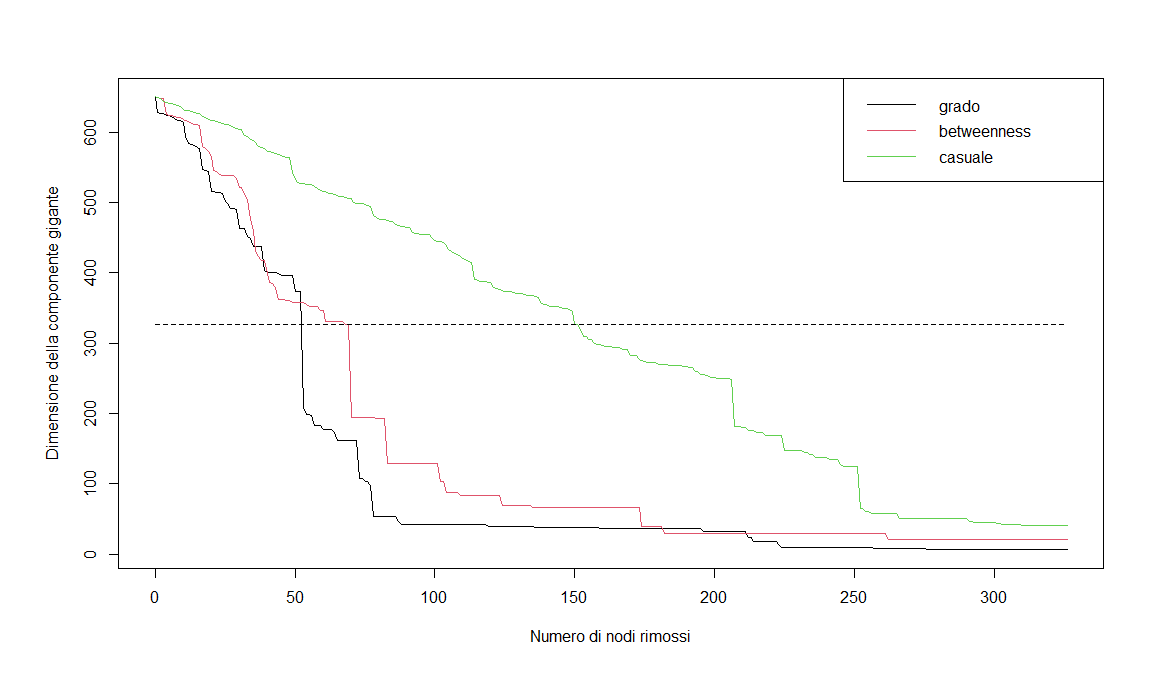 grado
betweenness
casuale
Dimensione della componente gigante
600
500
400
300
200
100
0
0 50 100 150 200 250 300
Numero di nodi rimossi